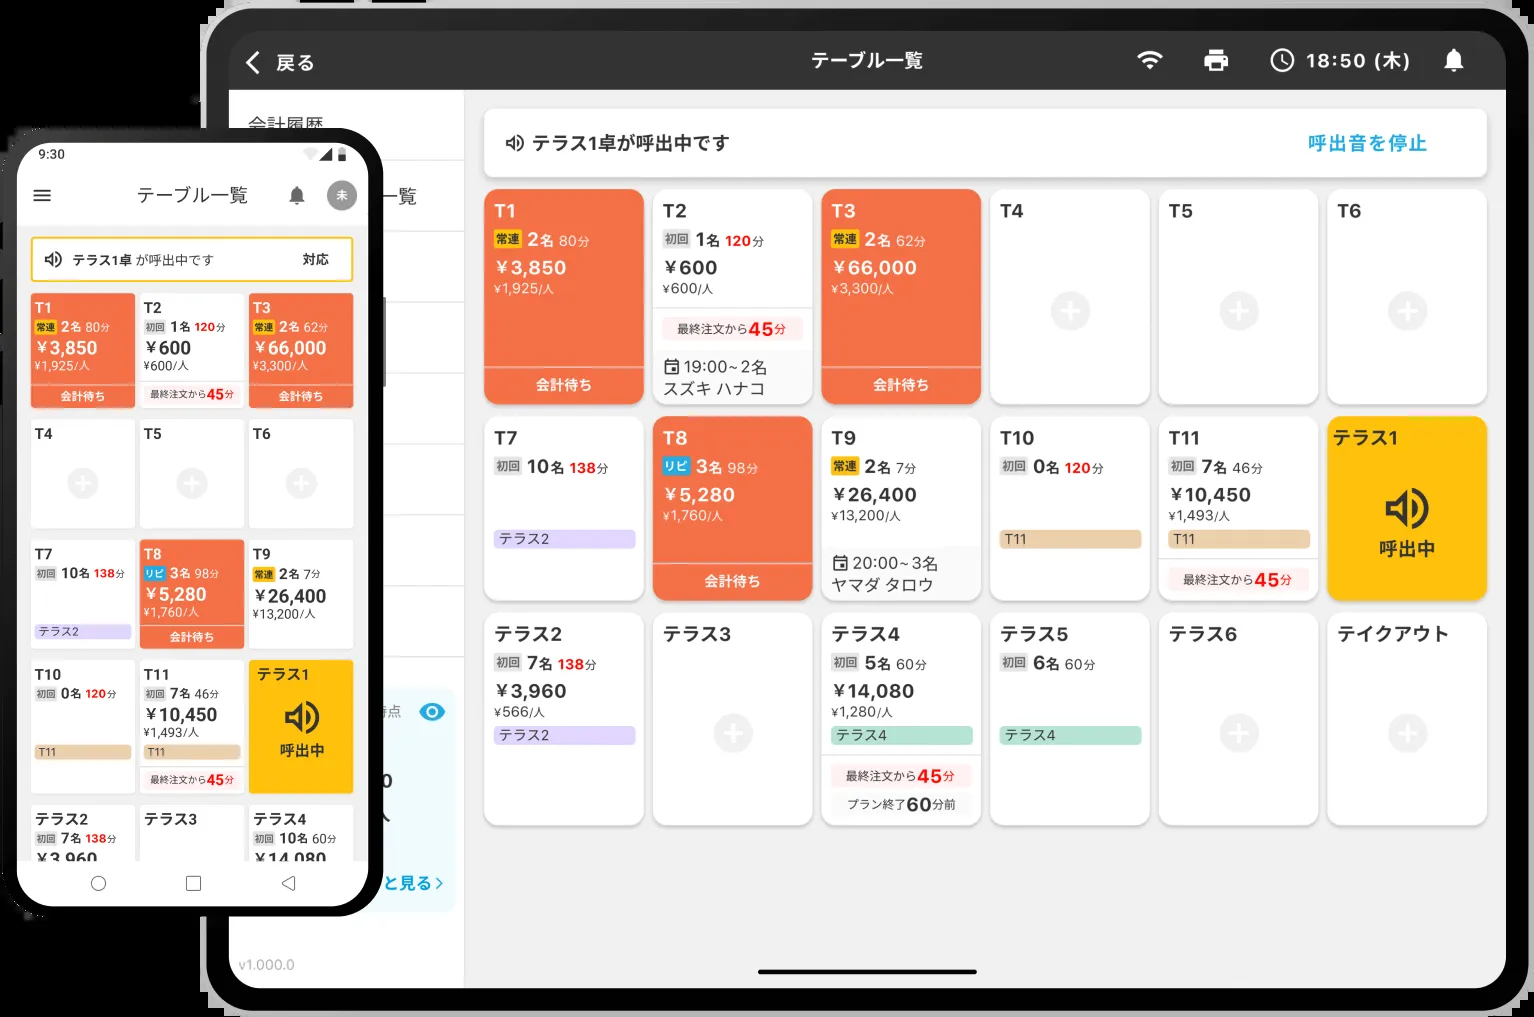 戻る
テーブル一覧
18:50 (木)
会計履歴
一覧
時点
0
人
と見る
v1.000.0
テラス1卓が呼出中です
呼出音を停止
T1
常連 2名 80分
¥3,850
¥1,925/人
会計待ち
T2
初回 1名 120分
¥600
¥600/人
最終注文から45分
19:00~2名
スズキ ハナコ
T3
常連 2名 62分
¥66,000
¥3,300/人
会計待ち
T4
T5
T6
T7
初回 10名 138分
テラス2
T8
リピ 3名 98分
¥5,280
¥1,760/人
会計待ち
T9
常連 2名 7分
¥26,400
¥13,200/人
20:00~3名
ヤマダ タロウ
T10
初回 0名 120分
T11
T11
初回 7名 46分
¥10,450
¥1,493/人
T11
最終注文から45分
テラス1
呼出中
テラス2
初回 7名 138分
¥3,960
¥566/人
テラス2
テラス3
テラス4
初回 5名 60分
¥14,080
¥1,280/人
テラス4
最終注文から45分
プラン終了60分前
テラス5
初回 6名 60分
テラス4
テラス6
テイクアウト
9:30
テーブル一覧
未
テラス1卓 が呼出中です
対応
T1
常連 2名 80分
¥3,850
¥1,925/人
会計待ち
T2
初回 1名 120分
¥600
¥600/人
最終注文から45分
T3
常連 2名 62分
¥66,000
¥3,300/人
会計待ち
T4
T5
T6
T7
初回 10名 138分
テラス2
T8
リピ 3名 98分
¥5,280
¥1,760/人
会計待ち
T9
常連 2名 7分
¥26,400
¥13,200/人
T10
初回 0名 120分
T11
T11
初回 7名 46分
¥10,450
¥1,493/人
T11
最終注文から45分
テラス1
呼出中
テラス2
初回 7名 138分
¥3,960
テラス3
テラス4
初回 10名 60分
¥14,080